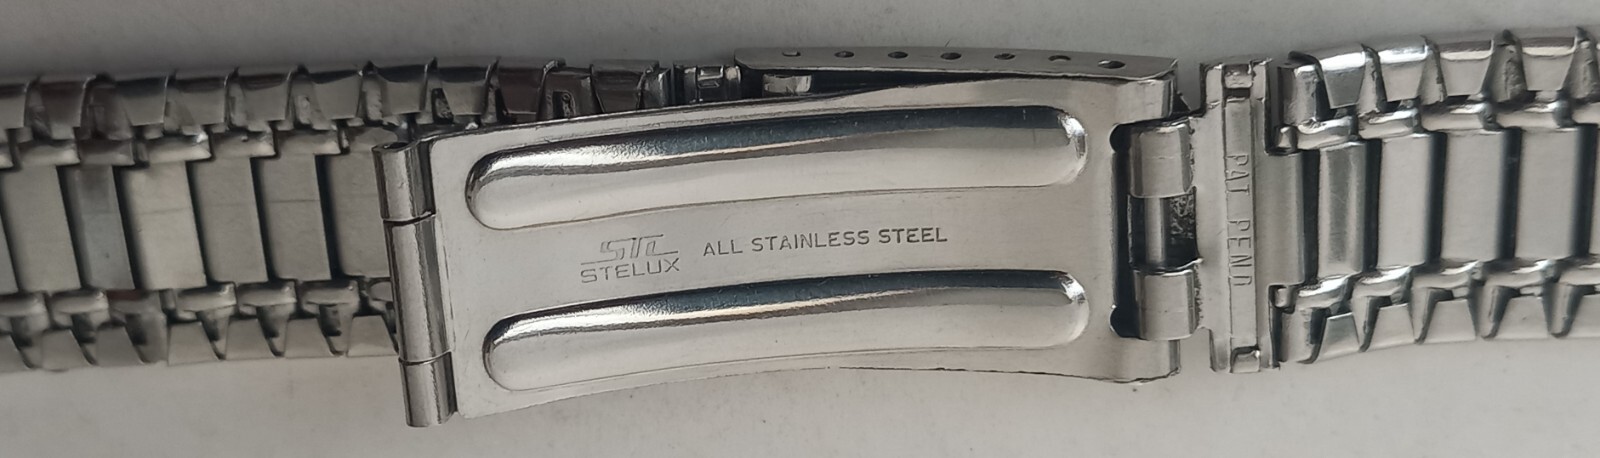 STL
STELUX ALL STAINLESS STEEL
PAT PEND